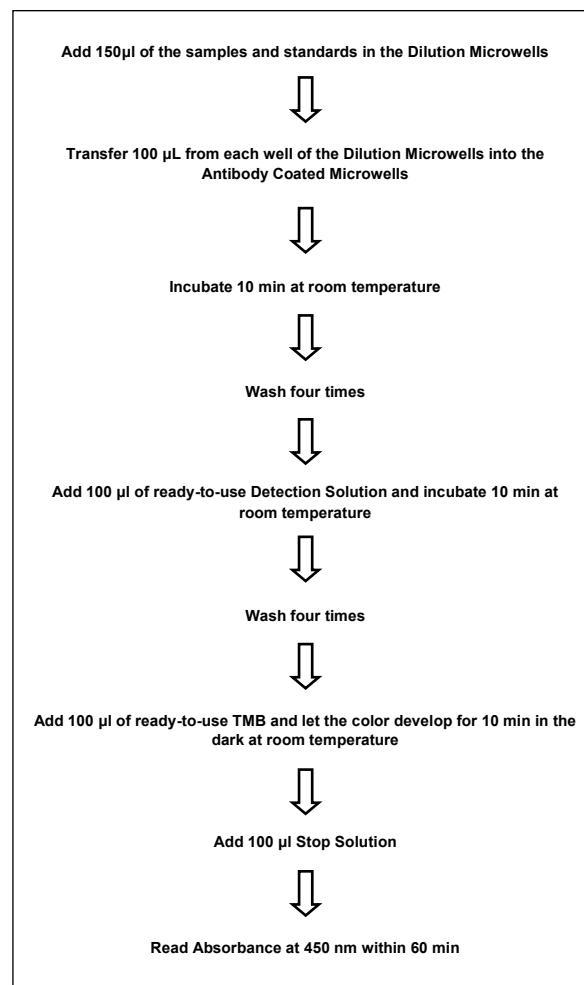 Add 150µl of the samples and standards in the Dilution Microwells
Transfer 100 µL from each well of the Dilution Microwells into the
Antibody Coated Microwells
Incubate 10 min at room temperature
Wash four times
Add 100 µl of ready-to-use Detection Solution and incubate 10 min at
room temperature
Wash four times
Add 100 µl of ready-to-use TMB and let the color develop for 10 min in the
dark at room temperature
Add 100 µl Stop Solution
Read Absorbance at 450 nm within 60 min